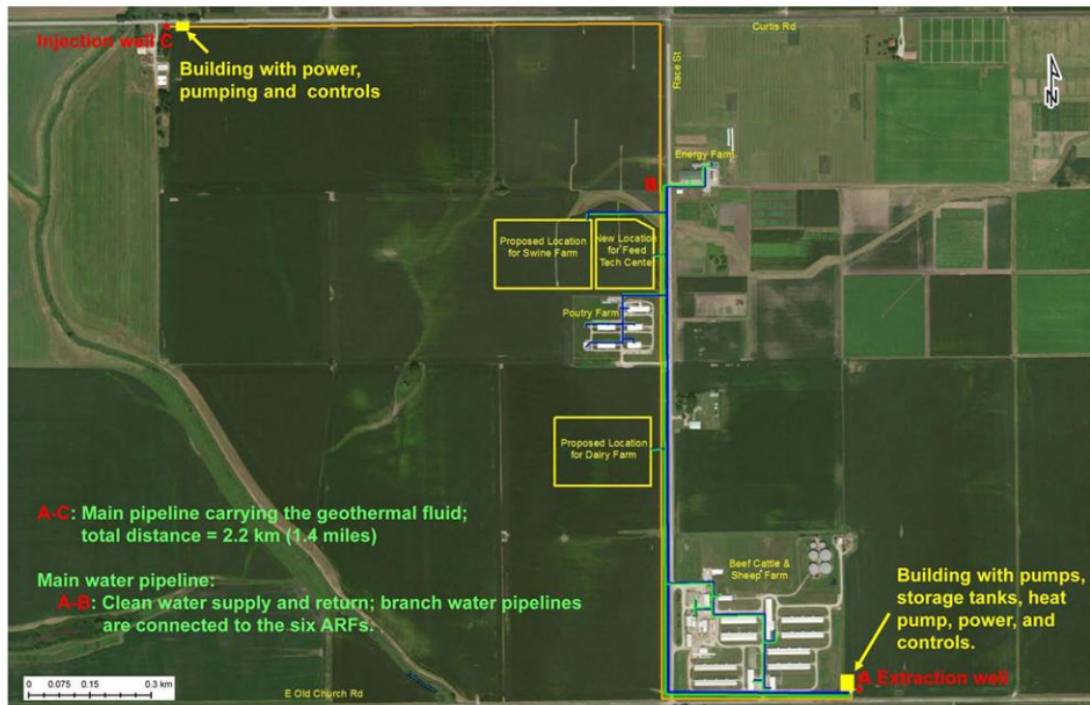 Curtis Rd
Injection well C
Building with power,
pumping and controls
Race St
Energy Farm
B
Proposed Location
for Swine Farm
New Location
for Feed
Tech Center
Poutry Farm
Proposed Location
for Dairy Farm
A-C: Main pipeline carrying the geothermal fluid;
total distance = 2.2 km (1.4 miles)
Main water pipeline:
A-B: Clean water supply and return; branch water pipelines
are connected to the six ARFs.
Beef Cattle &
Sheep Farm
Building with pumps,
storage tanks, heat
pump, power, and
controls.
A Extraction well
0 0.075 0.15 0.3 km
E Old Church Rd
N